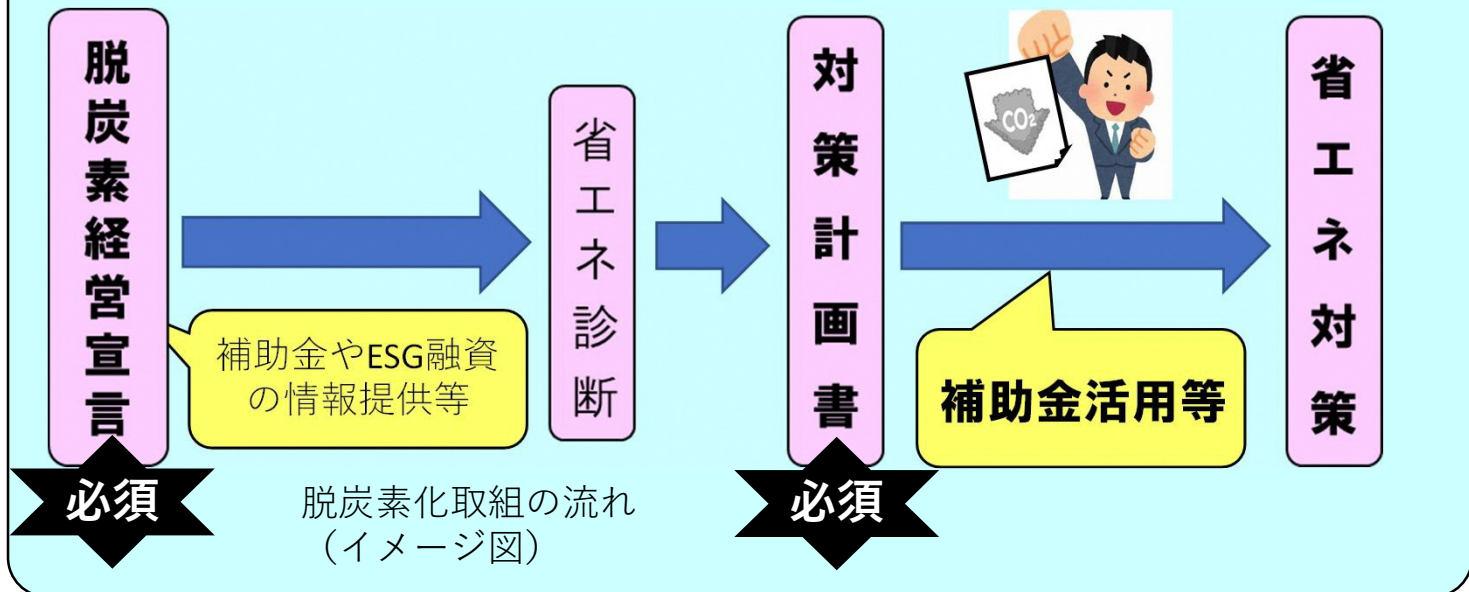 脱炭素経営宣言
必須
補助金やESG融資
の情報提供等
省エネ診断
対策計画書
必須
CO₂
補助金活用等
省エネ対策
脱炭素化取組の流れ
（イメージ図）